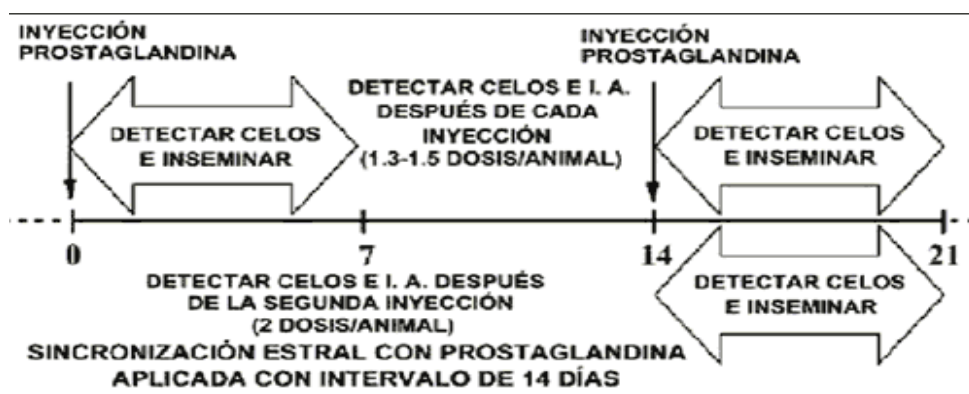 INYECCIÓN
PROSTAGLANDINA
INYECCIÓN
PROSTAGLANDINA
DETECTAR CELOS
E INSEMINAR
DETECTAR CELOS E I. A.
DESPUÉS DE CADA
INYECCIÓN
(1.3-1.5 DOSIS/ANIMAL)
DETECTAR CELOS
E INSEMINAR
0 7 14 21
DETECTAR CELOS E I. A. DESPUÉS
DE LA SEGUNDA INYECCIÓN
(2 DOSIS/ANIMAL)
DETECTAR CELOS
E INSEMINAR
SINCRONIZACIÓN ESTRAL CON PROSTAGLANDINA
APLICADA CON INTERVALO DE 14 DÍAS